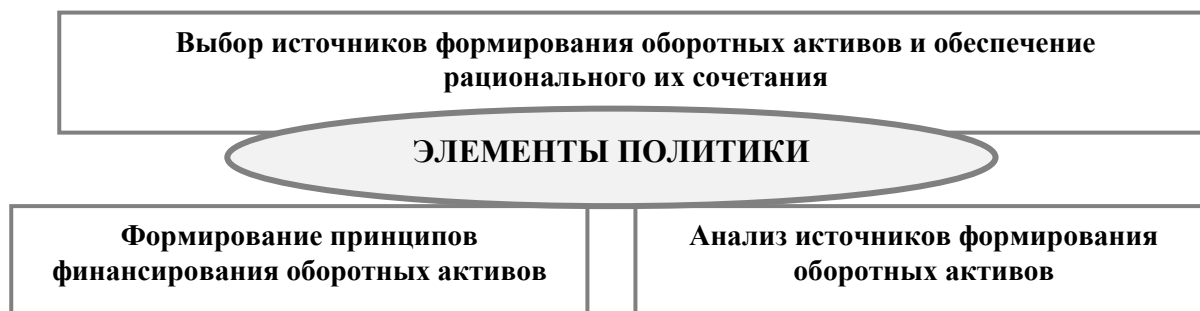 Выбор источников формирования оборотных активов и обеспечение
рационального их сочетания
ЭЛЕМЕНТЫ ПОЛИТИКИ
Формирование принципов
финансирования оборотных активов
Анализ источников формирования
оборотных активов